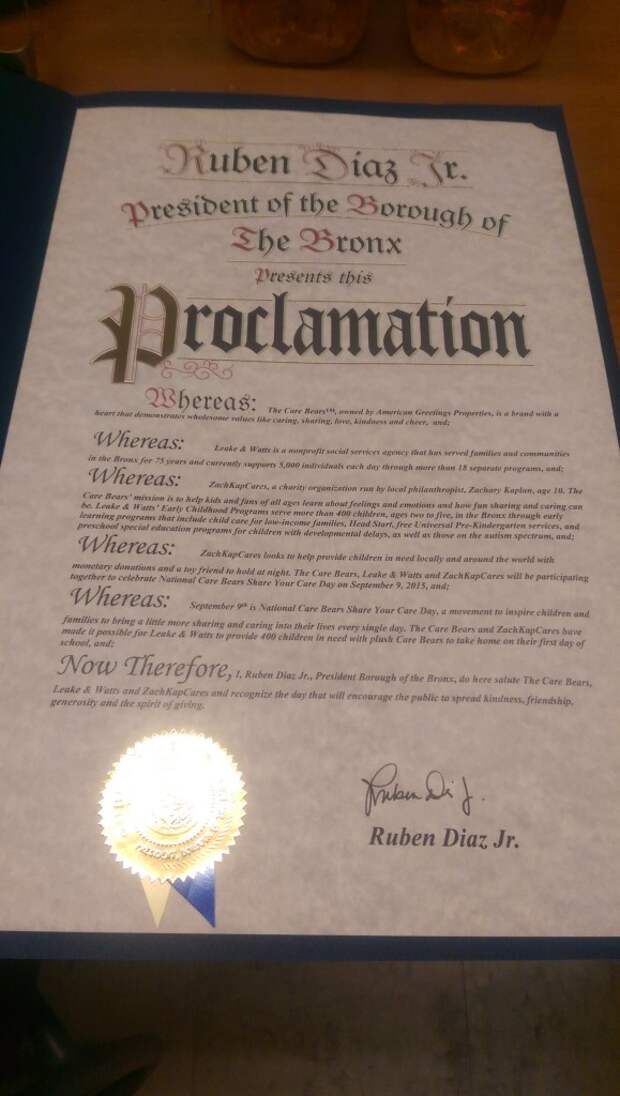 Ruben Diaz Jr.
President of the Borough of
The Bronx
Presents this
Proclamation
Whereas: The Care Bears™, owned by American Greetings Properties, is a brand with a
heart that demonstrates wholesome values like caring, sharing, love, kindness and cheer, and;
Whereas: Leake & Watts is a nonprofit social services agency that has served families and communities
in the Bronx for 75 years and currently supports 5,000 individuals each day through more than 18 separate programs, and;
Whereas: ZachKapCares, a charity organization run by local philanthropist, Zachary Kaplan, age 10. The
Care Bears' mission is to help kids and fans of all ages learn about feelings and emotions and how fun sharing and caring can
be. Leake & Watts' Early Childhood Programs serve more than 400 children, ages two to five, in the Bronx through early
learning programs that include child care for low-income families, Head Start, free Universal Pre-Kindergarten services, and
preschool special education programs for children with developmental delays, as well as those on the autism spectrum, and;
Whereas: ZachKapCares looks to help provide children in need locally and around the world with
monetary donations and a toy friend to hold at night. The Care Bears, Leake & Watts and ZachKapCares will be participating
together to celebrate National Care Bears Share Your Care Day on September 9, 2015, and;
Whereas: September 9th is National Care Bears Share Your Care Day, a movement to inspire children and
families to bring a little more sharing and caring into their lives every single day. The Care Bears and ZachKapCares have
made it possible for Leake & Watts to provide 400 children in need with plush Care Bears to take home on their first day of
school, and;
Now Therefore, I, Ruben Diaz Jr., President Borough of the Bronx, do here salute The Care Bears,
Leake & Watts and ZachKapCares and recognize the day that will encourage the public to spread kindness, friendship,
generosity and the spirit of giving.
Ruben Diaz Jr.
Ruben Diaz Jr.